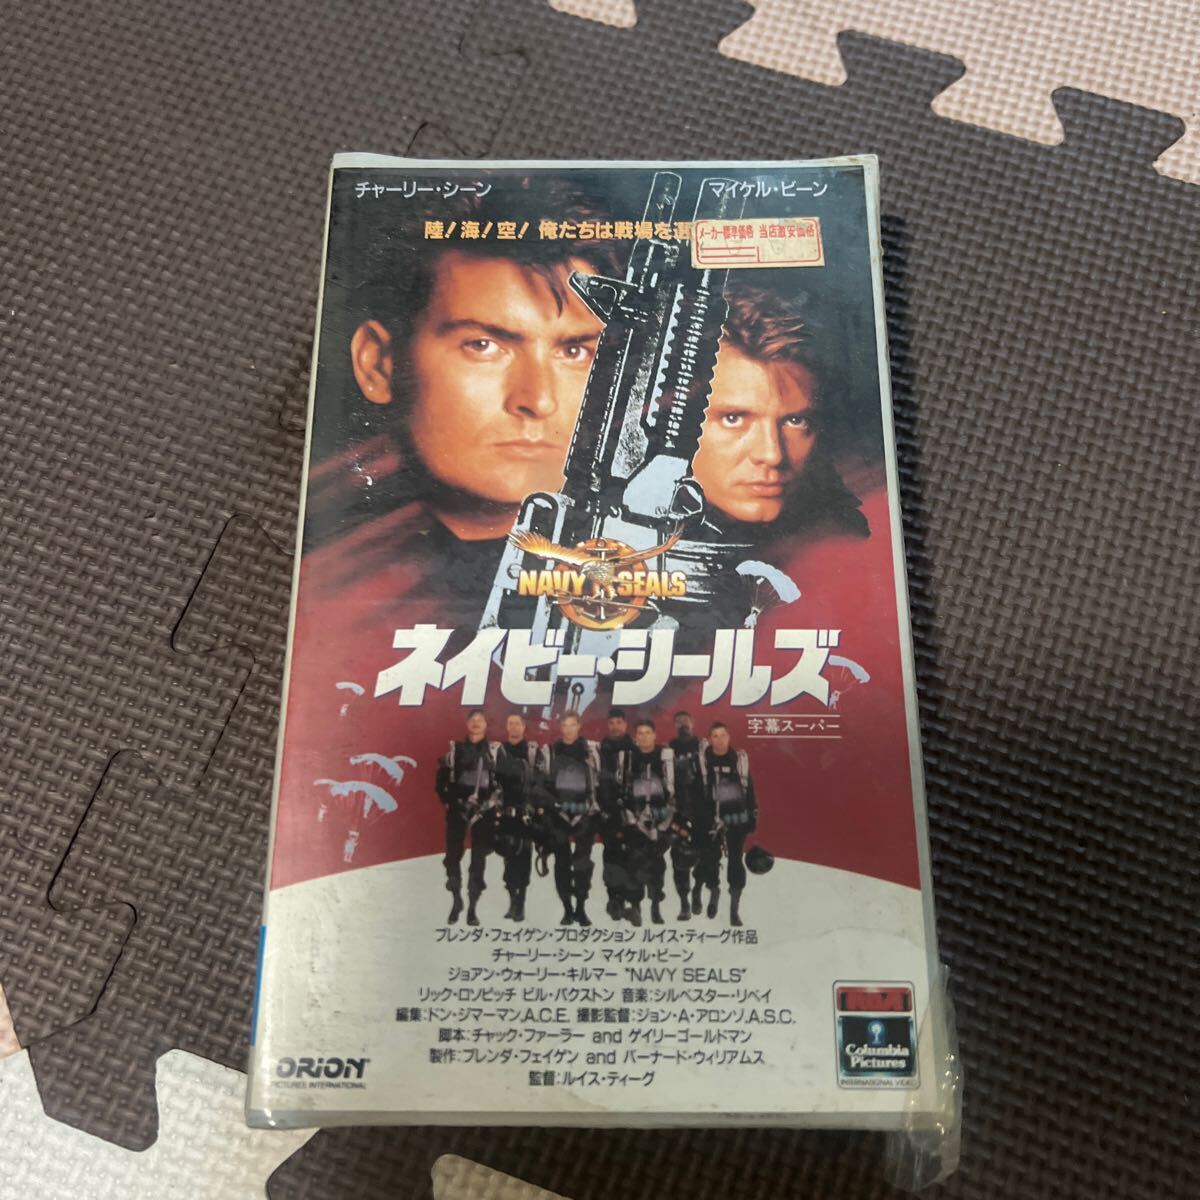 チャーリー・シーン
マイケル・ビーン
陸!海!空!俺たちは戦場を選
メーカー標準価格 当店激安価格
NAVY SEALS
ネイビー・シールズ
字幕スーパー
ブレンダ・フェイゲン・プロダクション ルイス・ティーグ作品
チャーリー・シーン マイケル・ビーン
ジョアン・ウォーリー・キルマー "NAVY SEALS"
リック・ロソビッチ ビル・パクストン 音楽:シルベスター・リベイ
編集:ドン・ジマーマン,A.C.E. 撮影監督:ジョン・A・アロンゾ,A.S.C.
脚本:チャック・ファーラー and ゲイリーゴールドマン
製作:ブレンダ・フェイゲン and バーナード・ウィリアムス
監督:ルイス・ティーグ
ORION
PICTURES INTERNATIONAL
RCA
Columbia
Pictures
INTERNATIONAL VIDEO